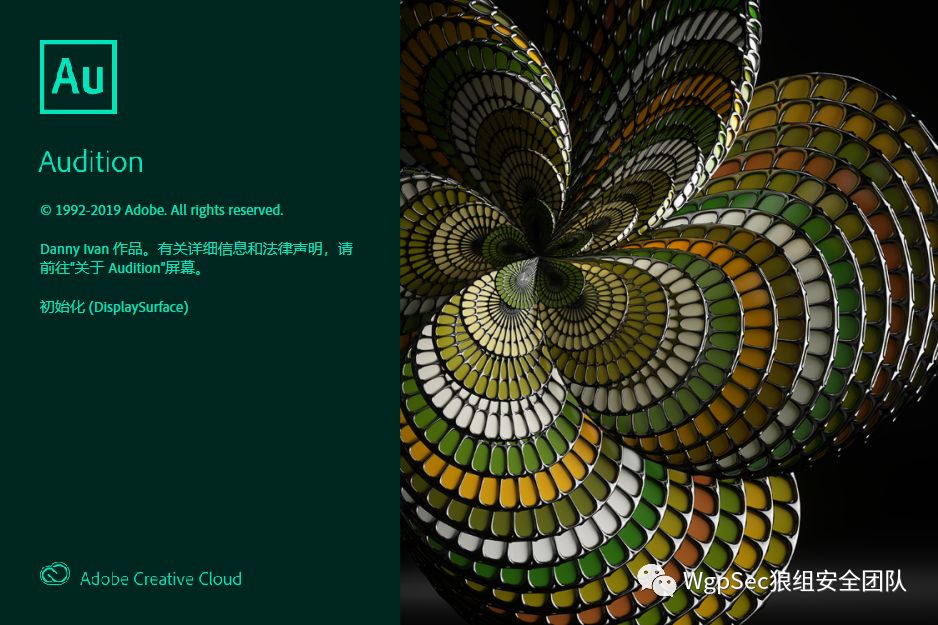 Au
Audition
© 1992-2019 Adobe. All rights reserved.
Danny Ivan 作品。有关详细信息和法律声明，请
前往“关于 Audition”屏幕。
初始化 (DisplaySurface)
Adobe Creative Cloud
WgpSec狼组安全团队